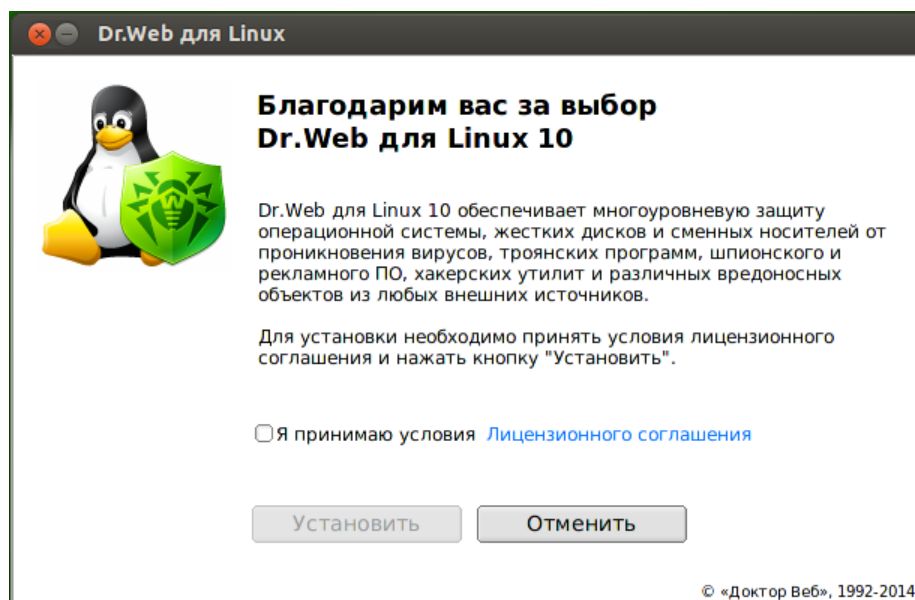 Dr.Web для Linux
Благодарим вас за выбор
Dr.Web для Linux 10
Dr.Web для Linux 10 обеспечивает многоуровневую защиту
операционной системы, жестких дисков и сменных носителей от
проникновения вирусов, троянских программ, шпионского и
рекламного ПО, хакерских утилит и различных вредоносных
объектов из любых внешних источников.
Для установки необходимо принять условия лицензионного
соглашения и нажать кнопку "Установить".
Я принимаю условия Лицензионного соглашения
Установить Отменить
© «Доктор Веб», 1992-2014